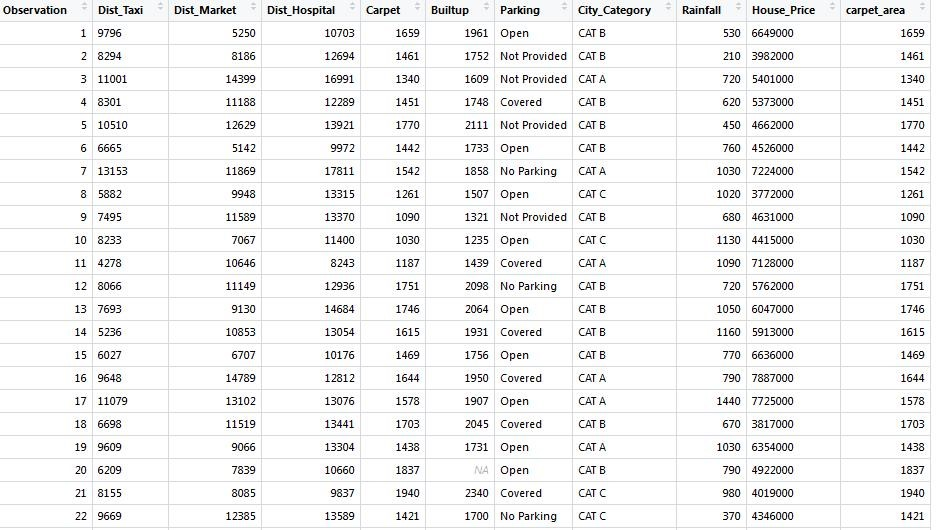 Observation Dist_Taxi Dist_Market Dist_Hospital Carpet Builtup Parking City_Category Rainfall House_Price carpet_area
1 9796 5250 10703 1659 1961 Open CAT B 530 6649000 1659
2 8294 8186 12694 1461 1752 Not Provided CAT B 210 3982000 1461
3 11001 14399 16991 1340 1609 Not Provided CAT A 720 5401000 1340
4 8301 11188 12289 1451 1748 Covered CAT B 620 5373000 1451
5 10510 12629 13921 1770 2111 Not Provided CAT B 450 4662000 1770
6 6665 5142 9972 1442 1733 Open CAT B 760 4526000 1442
7 13153 11869 17811 1542 1858 No Parking CAT A 1030 7224000 1542
8 5882 9948 13315 1261 1507 Open CAT C 1020 3772000 1261
9 7495 11589 13370 1090 1321 Not Provided CAT B 680 4631000 1090
10 8233 7067 11400 1030 1235 Open CAT C 1130 4415000 1030
11 4278 10646 8243 1187 1439 Covered CAT A 1090 7128000 1187
12 8066 11149 12936 1751 2098 No Parking CAT B 720 5762000 1751
13 7693 9130 14684 1746 2064 Open CAT B 1050 6047000 1746
14 5236 10853 13054 1615 1931 Covered CAT B 1160 5913000 1615
15 6027 6707 10176 1469 1756 Open CAT B 770 6636000 1469
16 9648 14789 12812 1644 1950 Covered CAT A 790 7887000 1644
17 11079 13102 13076 1578 1907 Open CAT A 1440 7725000 1578
18 6698 11519 13441 1703 2045 Covered CAT B 670 3817000 1703
19 9609 9066 13304 1438 1731 Open CAT A 1030 6354000 1438
20 6209 7839 10660 1837 NA Open CAT B 790 4922000 1837
21 8155 8085 9837 1940 2340 Covered CAT C 980 4019000 1940
22 9669 12385 13589 1421 1700 No Parking CAT C 370 4346000 1421